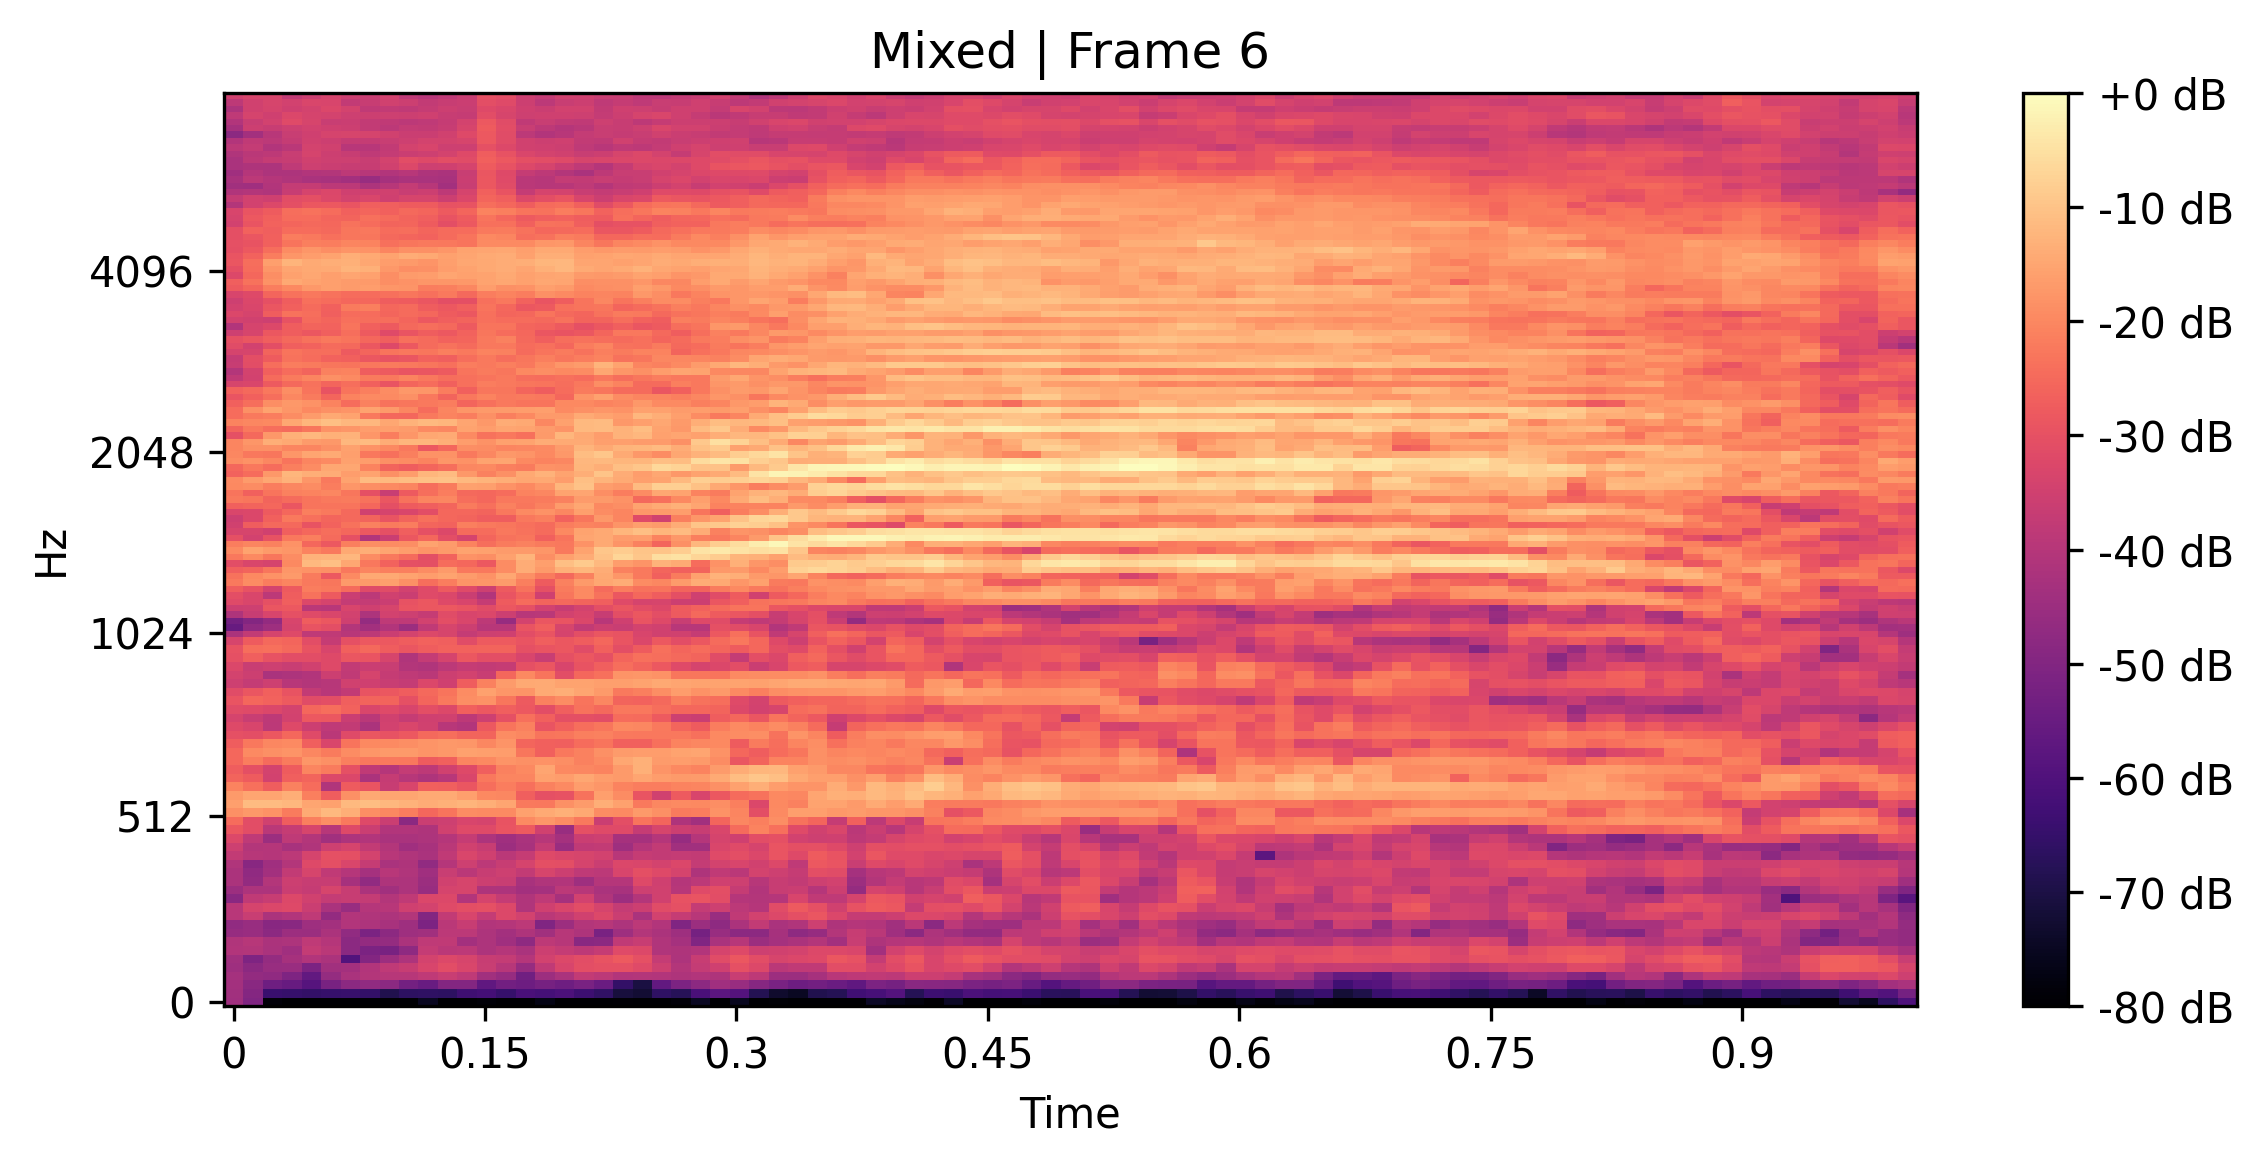 Mixed | Frame 6
+0 dB
-10 dB
4096
-20 dB
-30 dB
2048
-40 dB
Hz
1024
-50 dB
-60 dB
512
-70 dB
0
-80 dB
0 0.15 0.3 0.45 0.6 0.75 0.9
Time